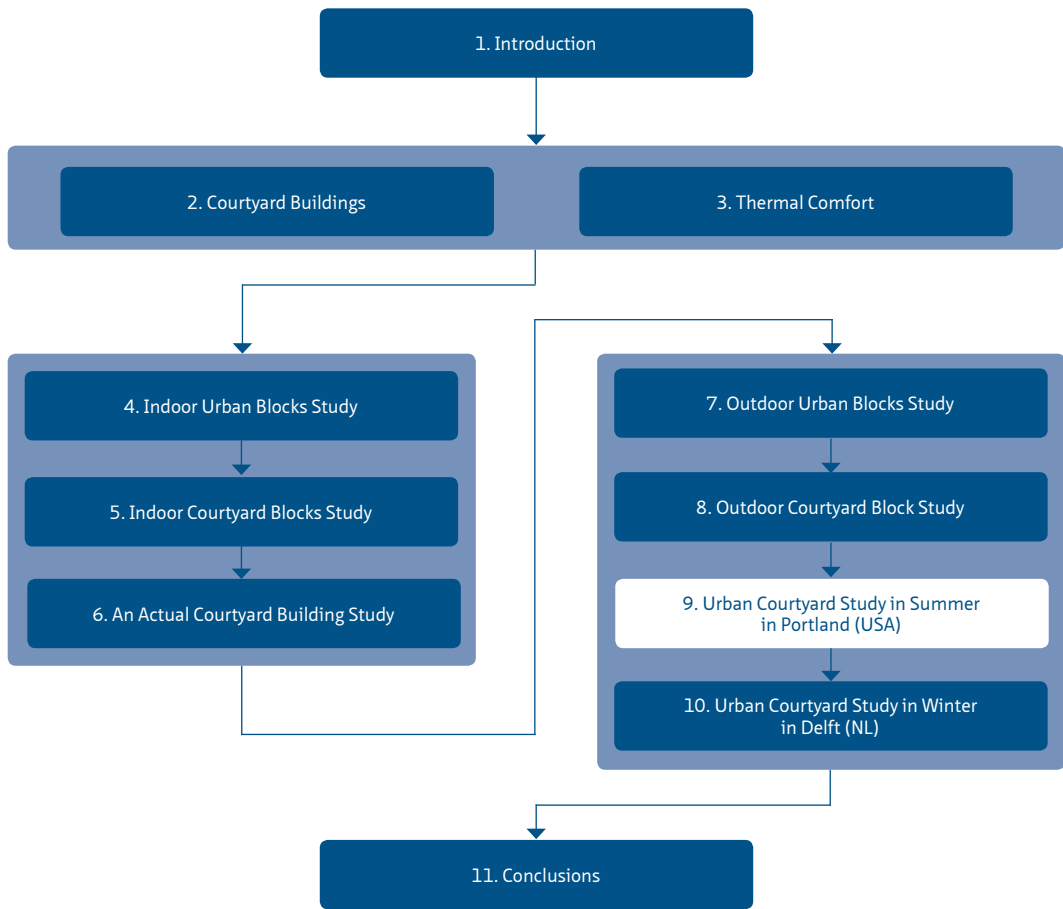 1. Introduction
2. Courtyard Buildings
3. Thermal Comfort
4. Indoor Urban Blocks Study
5. Indoor Courtyard Blocks Study
6. An Actual Courtyard Building Study
7. Outdoor Urban Blocks Study
8. Outdoor Courtyard Block Study
9. Urban Courtyard Study in Summer
in Portland (USA)
10. Urban Courtyard Study in Winter
in Delft (NL)
11. Conclusions